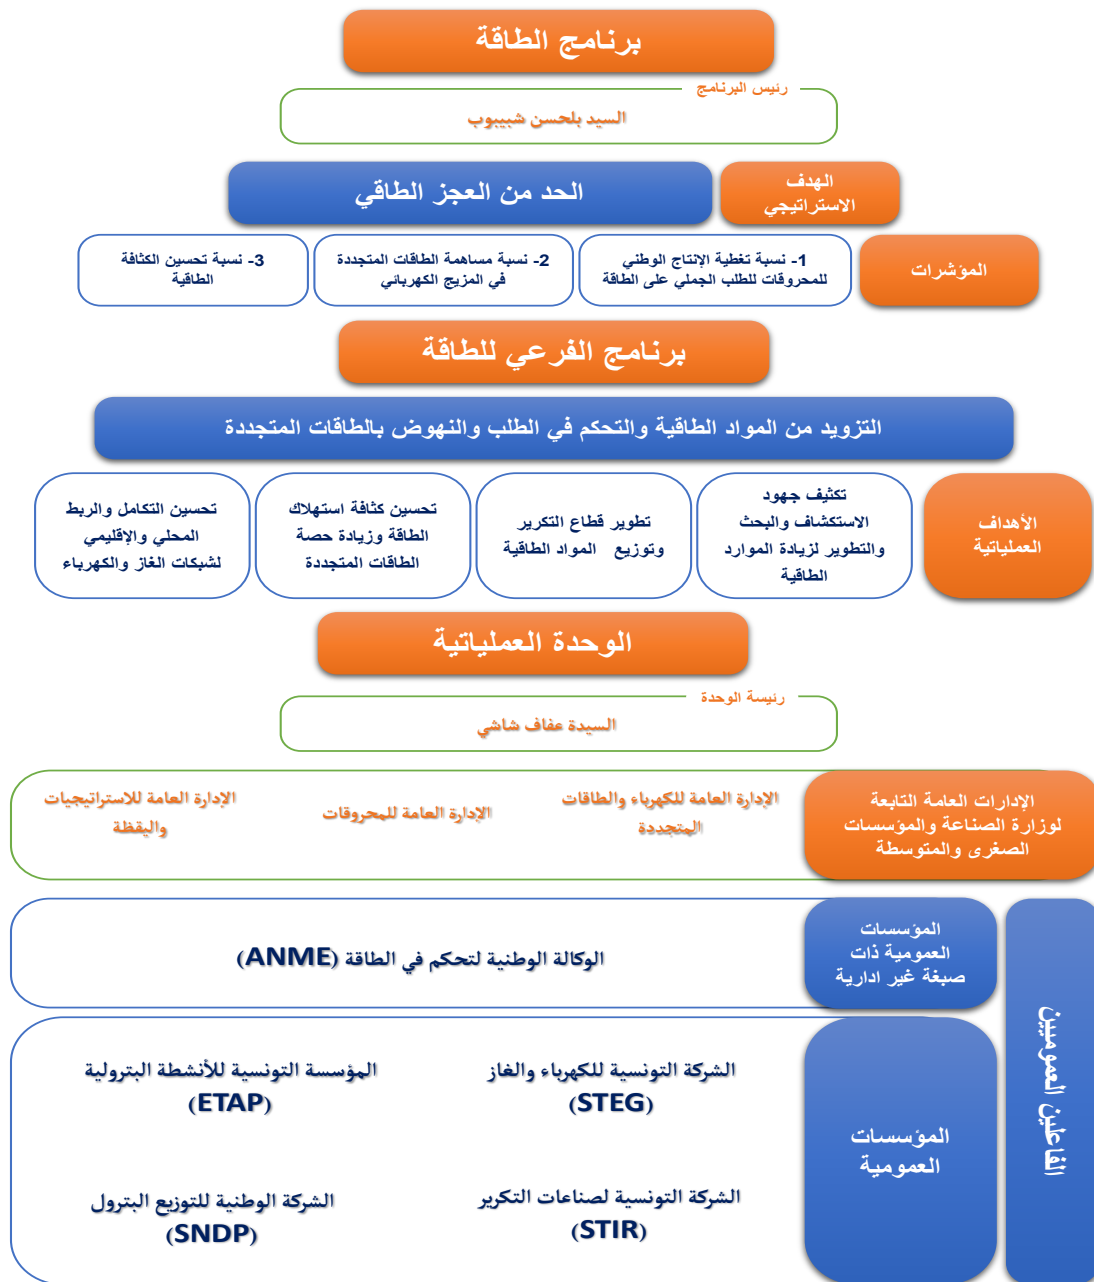 برنامج الطاقة
رئيس البرنامج
السيد بلحسن شيبوب
الهدف
الاستراتيجي
الحد من العجز الطاقي
المؤشرات
1- نسبة تغطية الإنتاج الوطني
للمحروقات للطلب الجملي على الطاقة
2- نسبة مساهمة الطاقات المتجددة
في المزيج الكهربائي
3- نسبة تحسين الكثافة
الطاقية
برنامج الفرعي للطاقة
التزويد من المواد الطاقية والتحكم في الطلب والنهوض بالطاقات المتجددة
الأهداف
العملياتية
تكثيف جهود
الاستكشاف والبحث
والتطوير لزيادة الموارد
الطاقية
تطوير قطاع التكرير
وتوزيع المواد الطاقية
تحسين كثافة استهلاك
الطاقة وزيادة حصة
الطاقات المتجددة
تحسين التكامل والربط
المحلي والإقليمي
لشبكات الغاز والكهرباء
الوحدة العملياتية
رئيسة الوحدة
السيدة عفاف شاشي
الإدارات العامة التابعة
لوزارة الصناعة والمؤسسات
الصغرى والمتوسطة
الإدارة العامة للكهرباء والطاقات
المتجددة
الإدارة العامة للمحروقات
الإدارة العامة للاستراتيجيات
واليقظة
الفاعلين العموميين
المؤسسات
العمومية ذات
صبغة غير ادارية
الوكالة الوطنية لتحكم في الطاقة (ANME)
المؤسسات
العمومية
الشركة التونسية للكهرباء والغاز
(STEG)
المؤسسة التونسية للأنشطة البترولية
(ETAP)
الشركة التونسية لصناعات التكرير
(STIR)
الشركة الوطنية للتوزيع البترول
(SNDP)